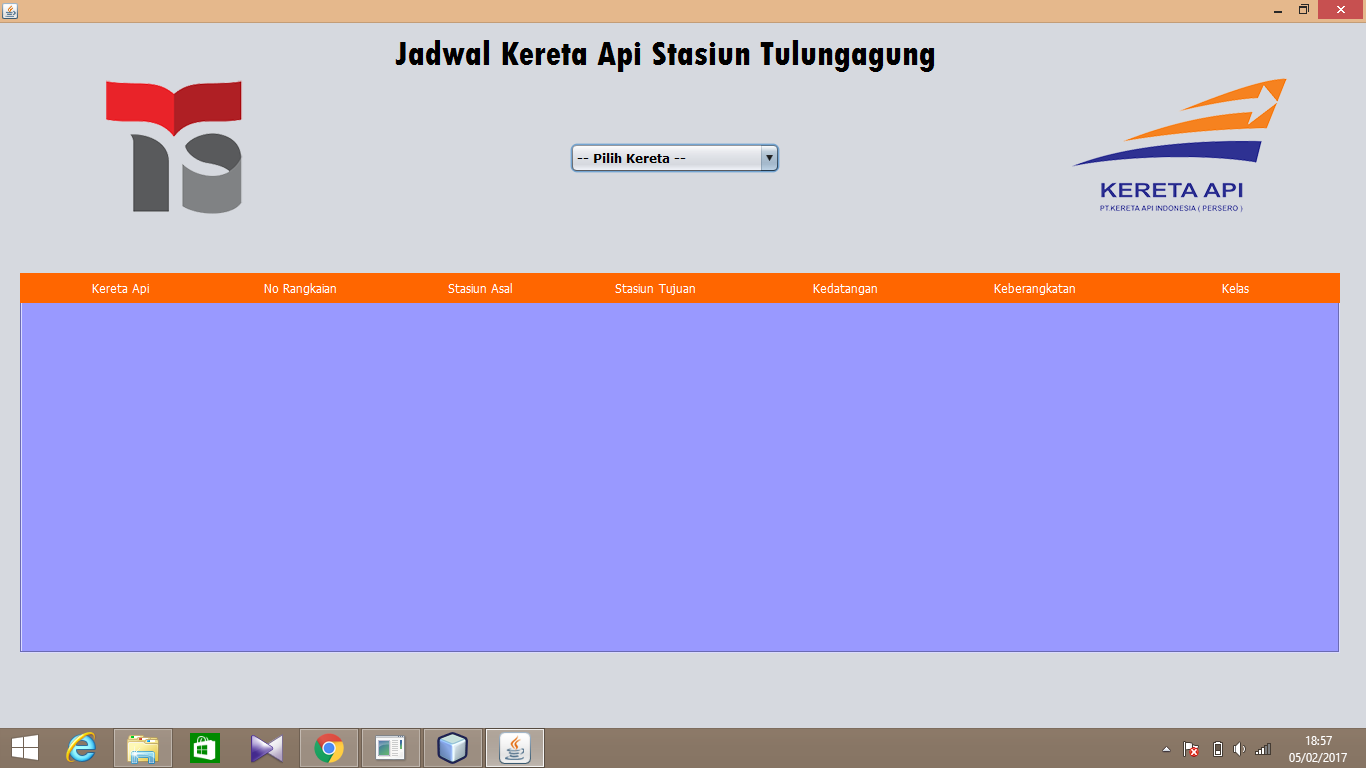 Jadwal Kereta Api Stasiun Tulungagung
-- Pilih Kereta --
KERETA API
PT.KERETA API INDONESIA ( PERSERO )
Kereta Api No Rangkaian Stasiun Asal Stasiun Tujuan Kedatangan Keberangkatan Kelas
18:57
05/02/2017